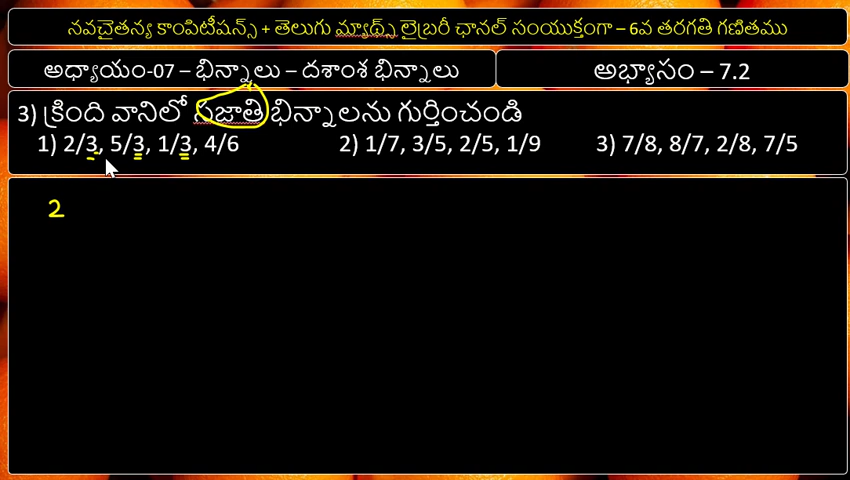 నవచైతన్య కాంపిటీషన్స్ + తెలుగు మ్యాథ్స్ లైబ్రరీ ఛానల్ సంయుక్తంగా – 6వ తరగతి గణితము
అధ్యాయం-07 – భిన్నాలు – దశాంశ భిన్నాలు
అభ్యాసం – 7.2
3) క్రింది వానిలో సజాతి భిన్నాలను గుర్తించండి
1) 2/3, 5/3, 1/3, 4/6 2) 1/7, 3/5, 2/5, 1/9 3) 7/8, 8/7, 2/8, 7/5
2